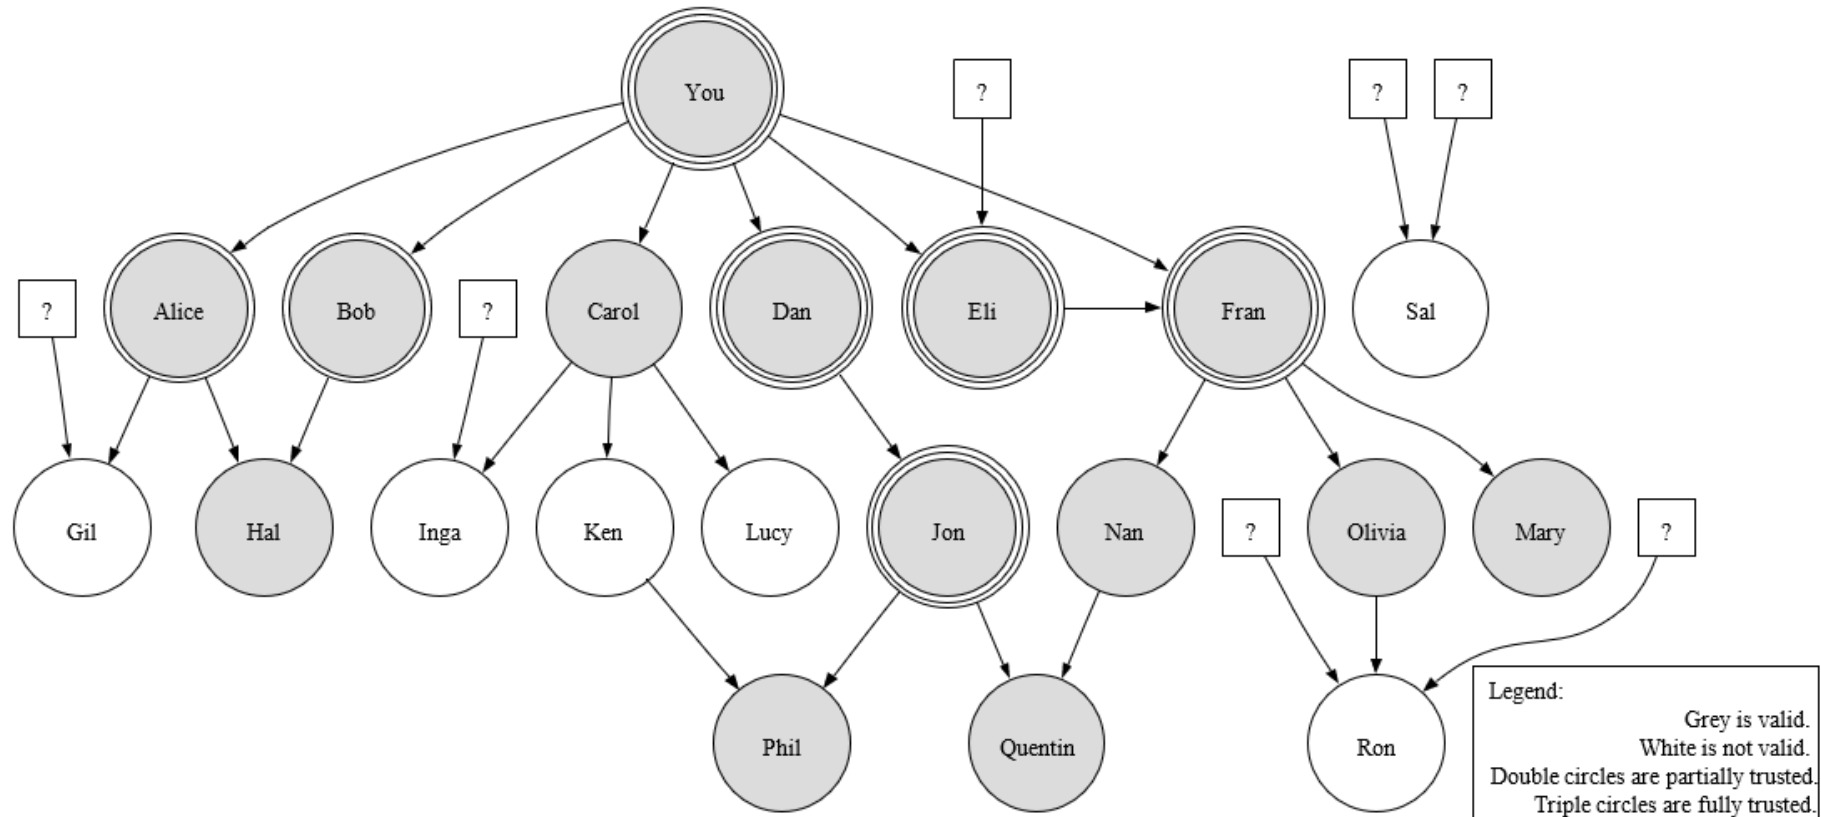 You
?
?
?
?
Alice
Bob
?
Carol
Dan
Eli
Fran
Sal
Gil
Hal
Inga
Ken
Lucy
Jon
Nan
?
Olivia
Mary
?
Phil
Quentin
Ron
Legend:
Grey is valid.
White is not valid.
Double circles are partially trusted.
Triple circles are fully trusted.